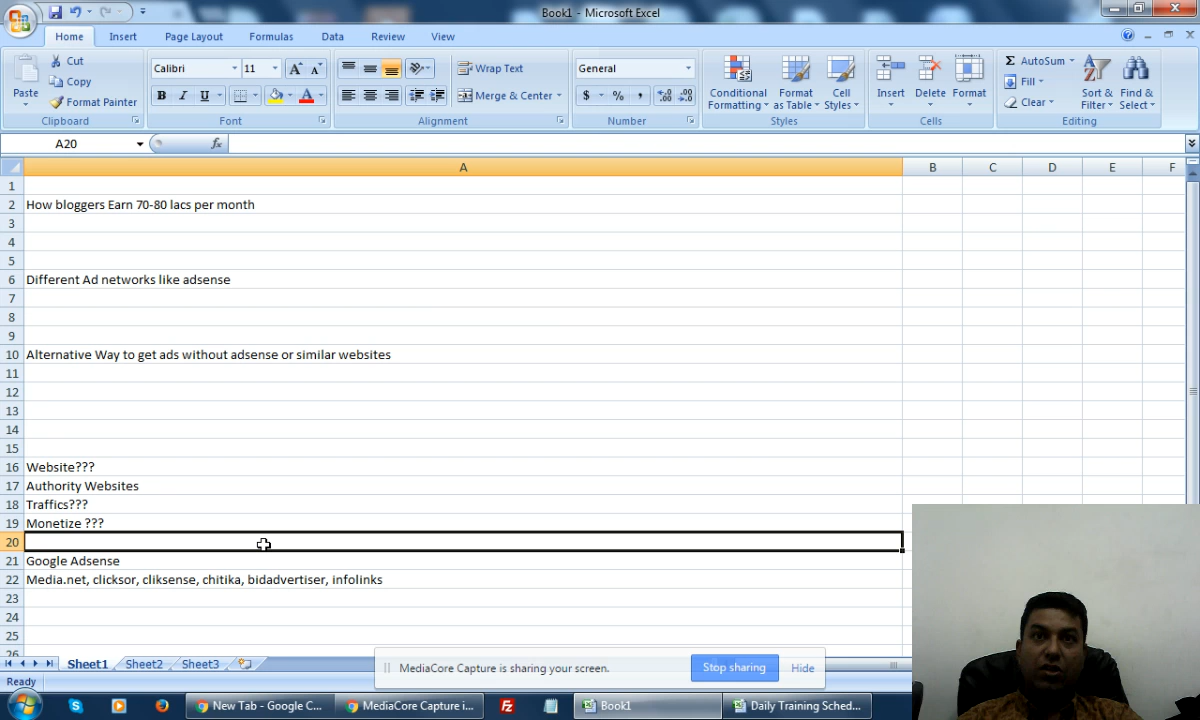 Book1 - Microsoft Excel
Home Insert Page Layout Formulas Data Review View
Paste
Cut
Copy
Format Painter
Clipboard
Calibri 11
B I U
Font
Wrap Text
Merge & Center
Alignment
General
$ % ,
Number
Conditional Formatting
Format as Table
Cell Styles
Styles
Insert Delete Format
Cells
Σ AutoSum
Fill
Clear
Sort & Filter
Find & Select
Editing
A20 fx
A B C D E F
1
2 How bloggers Earn 70-80 lacs per month
3
4
5
6 Different Ad networks like adsense
7
8
9
10 Alternative Way to get ads without adsense or similar websites
11
12
13
14
15
16 Website???
17 Authority Websites
18 Traffics???
19 Monetize ???
20
21 Google Adsense
22 Media.net, clicksor, cliksense, chitika, bidadvertiser, infolinks
23
24
25
26
Sheet1 Sheet2 Sheet3
MediaCore Capture is sharing your screen. Stop sharing Hide
Ready
New Tab - Google C... MediaCore Capture i... Book1 Daily Training Sched...